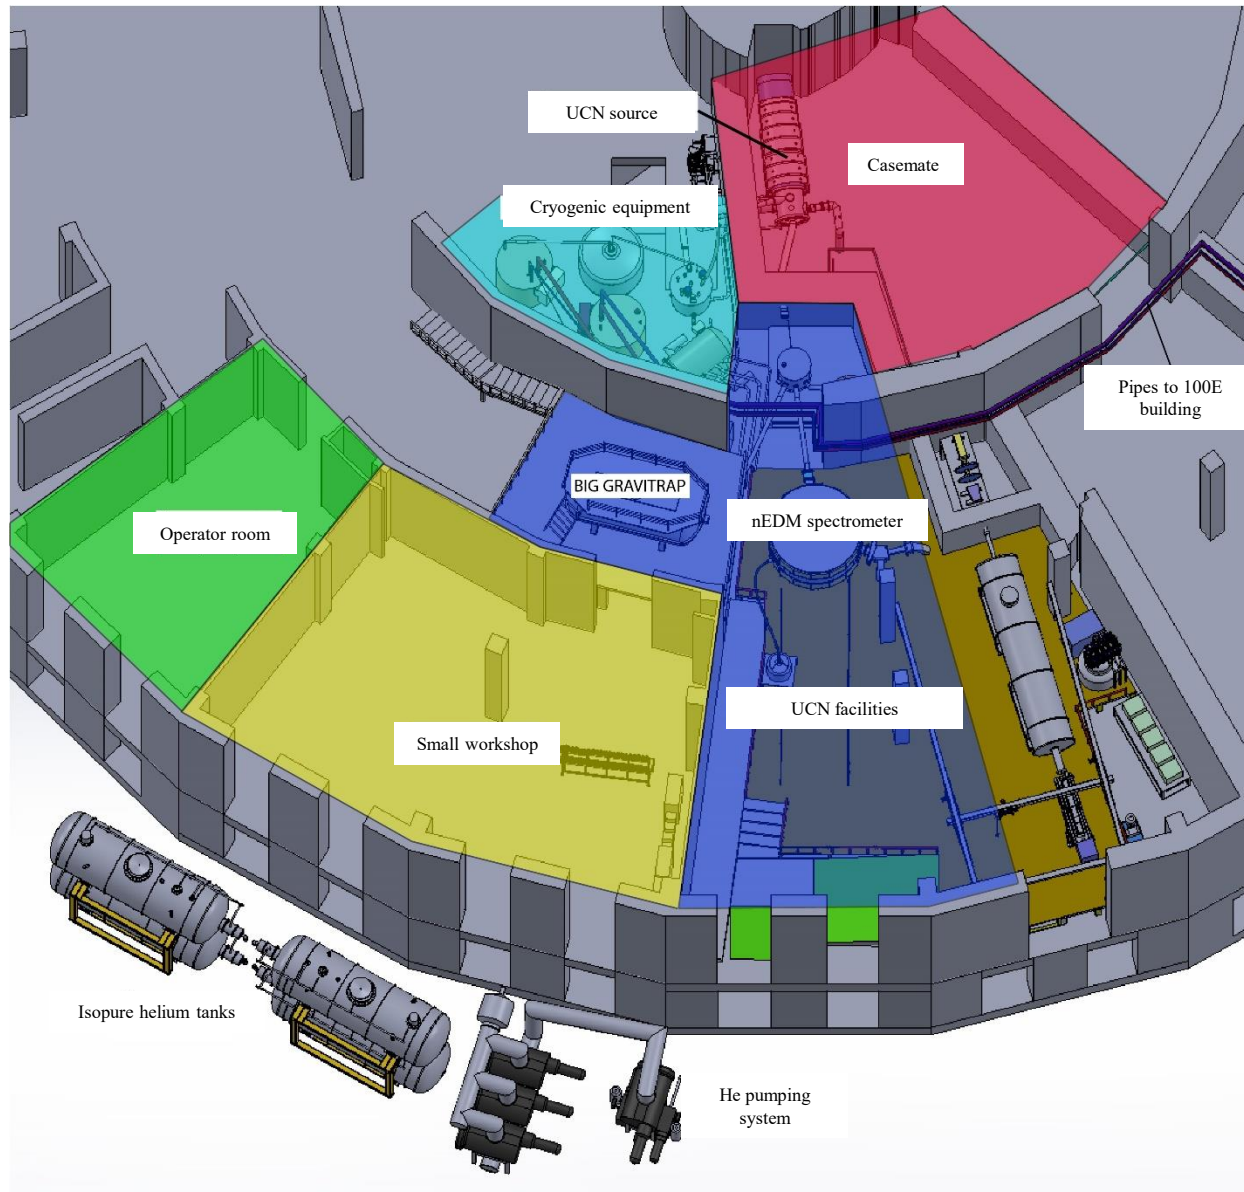 UCN source
Casemate
Cryogenic equipment
Pipes to 100E
building
BIG GRAVITRAP
nEDM spectrometer
Operator room
UCN facilities
Small workshop
Isopure helium tanks
He pumping
system